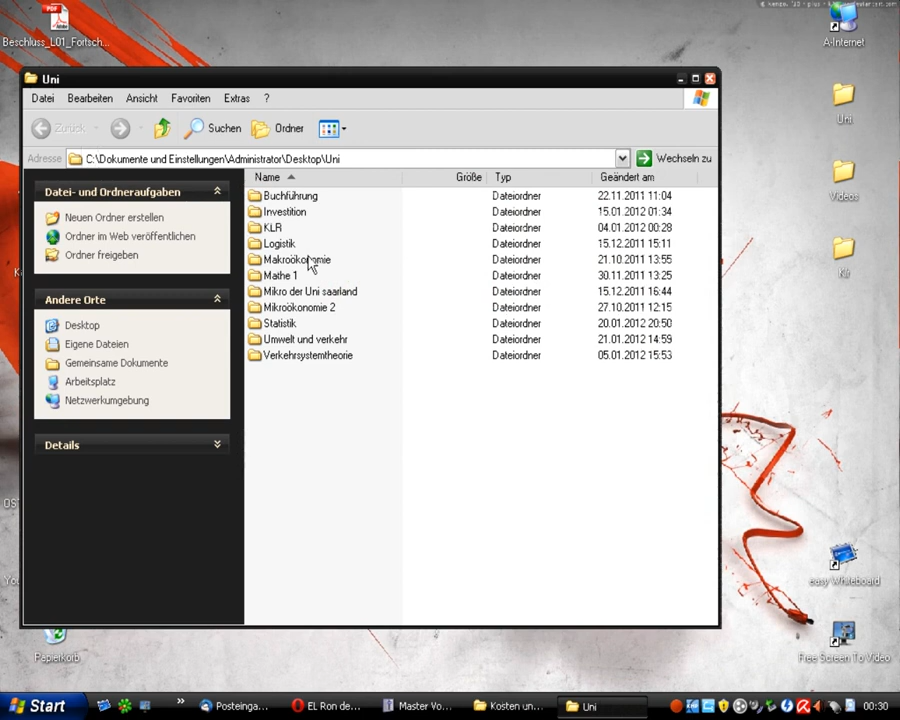 Beschluss_L01_Fortsch...
A-Internet
Uni
Datei Bearbeiten Ansicht Favoriten Extras ?
Zurück Suchen Ordner
Adresse C:\Dokumente und Einstellungen\Administrator\Desktop\Uni Wechseln zu
Datei- und Ordneraufgaben
Neuen Ordner erstellen
Ordner im Web veröffentlichen
Ordner freigeben
Andere Orte
Desktop
Eigene Dateien
Gemeinsame Dokumente
Arbeitsplatz
Netzwerkumgebung
Details
Name Größe Typ Geändert am
Buchführung Dateiordner 22.11.2011 11:04
Investition Dateiordner 15.01.2012 01:34
KLR Dateiordner 04.01.2012 00:28
Logistik Dateiordner 15.12.2011 15:11
Makroökonomie Dateiordner 21.10.2011 13:55
Mathe 1 Dateiordner 30.11.2011 13:25
Mikro der Uni saarland Dateiordner 15.12.2011 16:44
Mikroökonomie 2 Dateiordner 27.10.2011 12:15
Statistik Dateiordner 20.01.2012 20:50
Umwelt und verkehr Dateiordner 21.01.2012 14:59
Verkehrsystemtheorie Dateiordner 05.01.2012 15:53
Uni
Videos
Klr
easy Whiteboard
Free Screen To Video
Papierkorb
Start Posteinga... EL Ron de... Master Vo... Kosten un... Uni 00:30